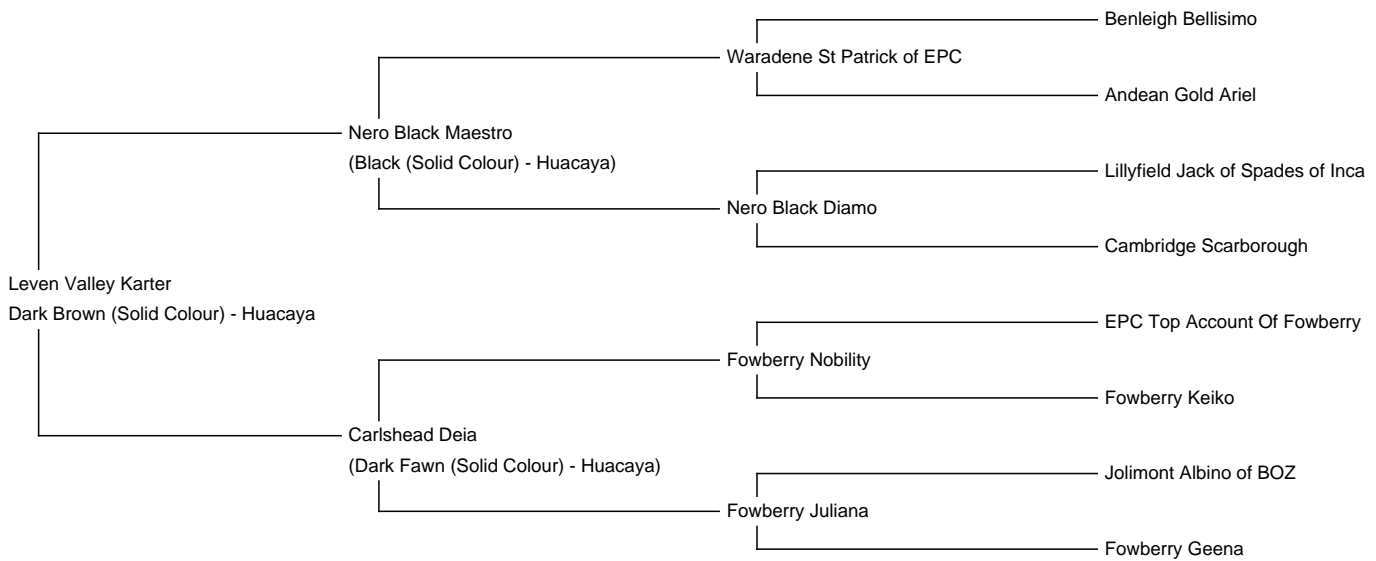 Benleigh Bellisimo
Waradene St Patrick of EPC
Andean Gold Ariel
Nero Black Maestro
(Black (Solid Colour) - Huacaya)
Lillyfield Jack of Spades of Inca
Nero Black Diamo
Cambridge Scarborough
Leven Valley Karter
Dark Brown (Solid Colour) - Huacaya
EPC Top Account Of Fowberry
Fowberry Nobility
Fowberry Keiko
Carlshead Deia
(Dark Fawn (Solid Colour) - Huacaya)
Jolimont Albino of BOZ
Fowberry Juliana
Fowberry Geena